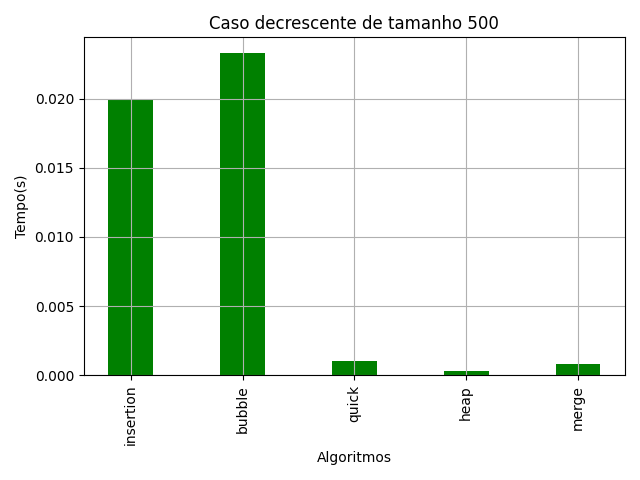 Caso decrescente de tamanho 500
Tempo(s)
0.020
0.015
0.010
0.005
0.000
insertion
bubble
quick
heap
merge
Algoritmos